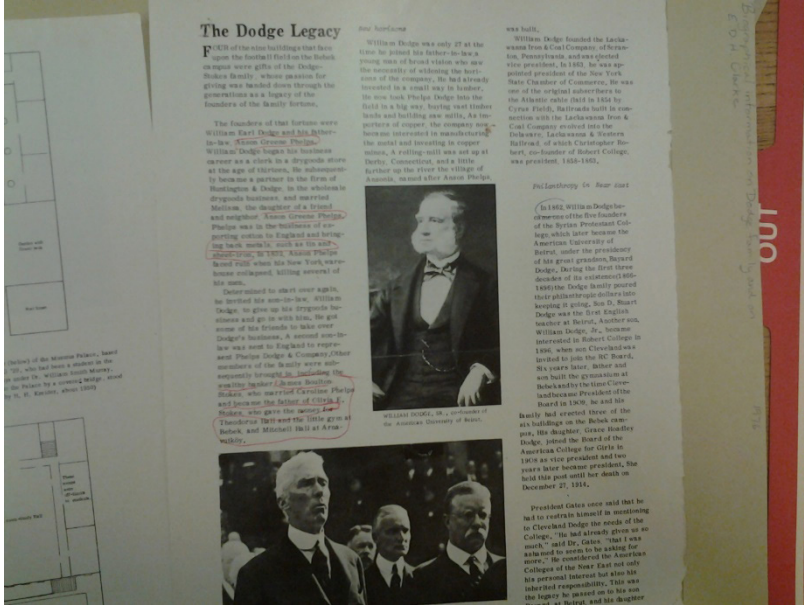 The Dodge Legacy
FOUR of the nine buildings that face
upon the football field on the Bebek
campus were gifts of the Dodge-
Stokes family, whose passion for
giving was handed down through the
generations as a legacy of the
founders of the family fortune.
The founders of that fortune were
William Earl Dodge and his father-
in-law Anson Greene Phelps.
William Dodge began his business
career as a clerk in a drygoods store
at the age of thirteen. He subsequent-
ly became a partner in the firm of
Huntington & Dodge, in the wholesale
drygoods business, and married
Melissa, the daughter of a friend
and neighbor, Anson Greene Phelps.
Phelps was in the business of ex-
porting cotton to England and bring-
ing back metals, such as tin and
sheet-iron. In 1832, Anson Phelps
faced ruin when his New York ware-
house collapsed, killing several of
his men.
Determined to start over again,
he invited his son-in-law, William
Dodge, to give up his drygoods bu-
siness and go in with him. He got
some of his friends to take over
Dodge's business. A second son-in-
law was sent to England to repre-
sent Phelps Dodge & Company. Other
members of the family were sub-
sequently brought in including the
wealthy banker James Boulton
Stokes, who married Caroline Phelps
and became the father of Olivia E.
Stokes, who gave the money for
Theodorus Hall and the little gym at
Bebek, and Mitchell Hall at Arna-
vutkoy.
New horizons
William Dodge was only 27 at the
time he joined his father-in-law: a
young man of broad vision who saw
the necessity of widening the hori-
zons of the company. He had already
invested in a small way in lumber.
He now took Phelps Dodge into the
field in a big way, buying vast timber
lands and building saw mills. As im-
porters of copper, the company now
became interested in manufacturing
the metal and investing in copper
mines. A rolling-mill was set up at
Derby, Connecticut, and a little
farther up the river the village of
Ansonia, named after Anson Phelps,
was built.
William Dodge founded the Lacka-
wanna Iron & Coal Company, of Scran-
ton, Pennsylvania, and was elected
vice president. In 1863, he was ap-
pointed president of the New York
State Chamber of Commerce. He was
one of the original subscribers to
the Atlantic cable (laid in 1854 by
Cyrus Field). Railroads built in con-
nection with the Lackawanna Iron &
Coal Company evolved into the
Delaware, Lackawanna & Western
Railroad, of which Christopher Ro-
bert, co-founder of Robert College,
was president, 1858-1863.
Philanthropy in Near East
In 1862, William Dodge be-
came one of the five founders
of the Syrian Protestant Col-
lege, which later became the
American University of
Beirut, under the presidency
of his great grandson, Bayard
Dodge. During the first three
decades of its existence (1866-
1896) the Dodge family poured
their philanthropic dollars into
keeping it going. Son D. Stuart
Dodge was the first English
teacher at Beirut. Another son,
William Dodge, Jr., became
interested in Robert College in
1896, when son Cleveland was
invited to join the RC Board.
Six years later, father and
son built the gymnasium at
Bebek and by the time Cleve-
land became President of the
Board in 1909, he and his
family had erected three of the
six buildings on the Bebek cam-
pus. His daughter, Grace Hoadley
Dodge, joined the Board of the
American College for Girls in
1908 as vice president and two
years later became president. She
held this post until her death on
December 27, 1914.
President Gates once said that he
had to restrain himself in mentioning
to Cleveland Dodge the needs of the
College. "He had already given us so
much," said Dr. Gates, "that I was
ashamed to seem to be asking for
more." He considered the American
Colleges of the Near East not only
his personal interest but also his
inherited responsibility. This was
the legacy he passed on to his son
at Beirut, and his daughter
WILLIAM DODGE, SR., co-founder of
the American University of Beirut.
Biographical information on Dodge family and on
OUT